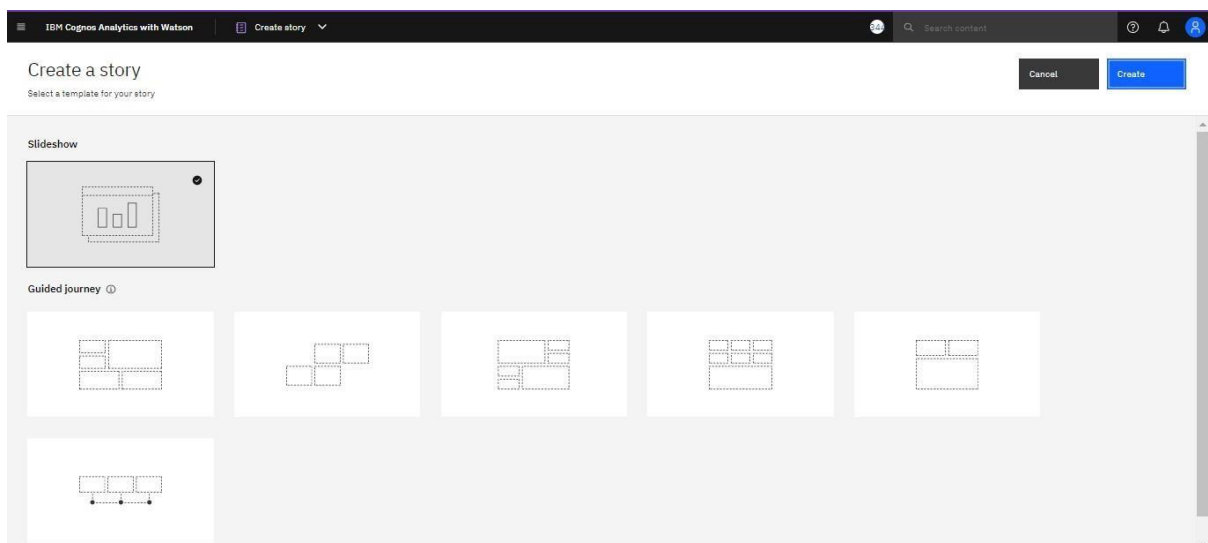 IBM Cognos Analytics with Watson
Create story
Search content
Create a story
Select a template for your story
Cancel
Create
Slideshow
Guided journey